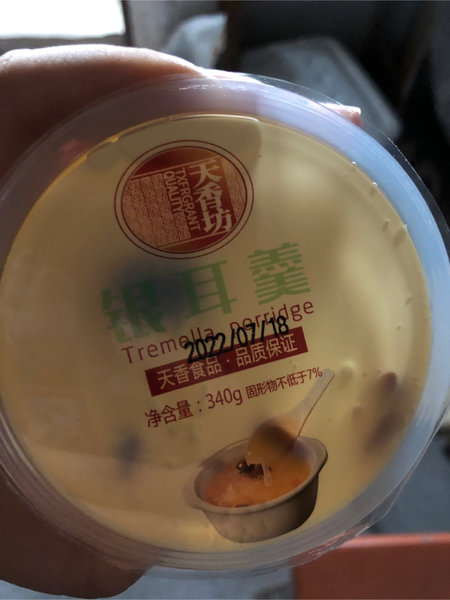 天香坊
TXFRGRANT
QUALITY
银耳羹
Tremella porridge
2022/07/18
天香食品·品质保证
净含量：340g 固形物不低于7%